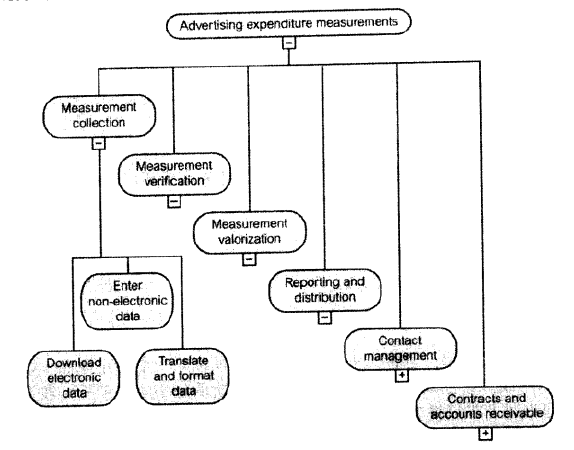 Advertising expenditure measurements
Measurement
collection
Measurement
verification
Measurement
valorization
Reporting and
distribution
Contact
management
Contracts and
accounts receivable
Enter
non-electronic
data
Download
electronic
data
Translate
and format
data